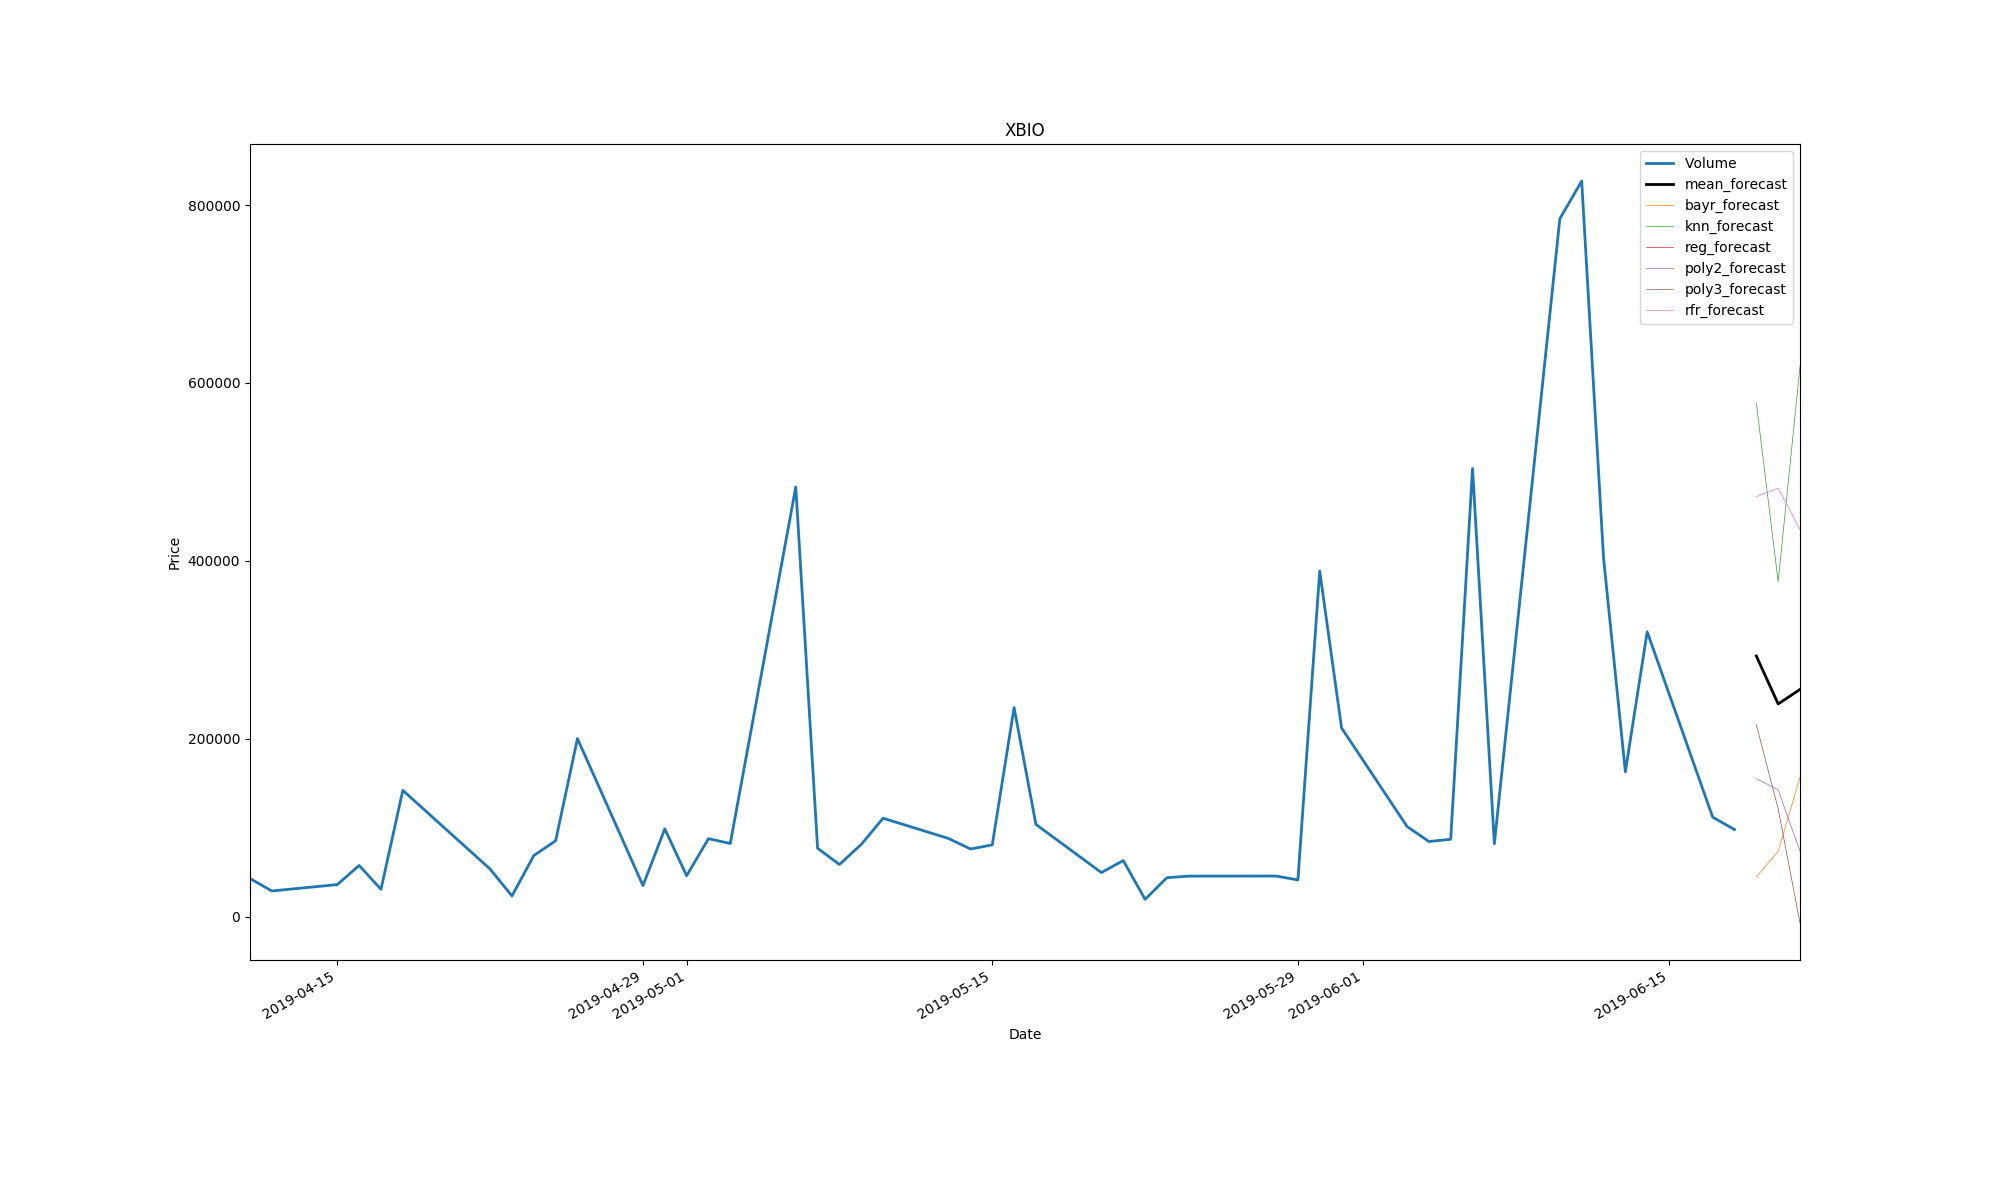 XBIO
Volume
mean_forecast
bayr_forecast
knn_forecast
reg_forecast
poly2_forecast
poly3_forecast
rfr_forecast
800000
600000
400000
200000
0
Price
2019-04-15
2019-04-29
2019-05-01
2019-05-15
2019-05-29
2019-06-01
2019-06-15
Date